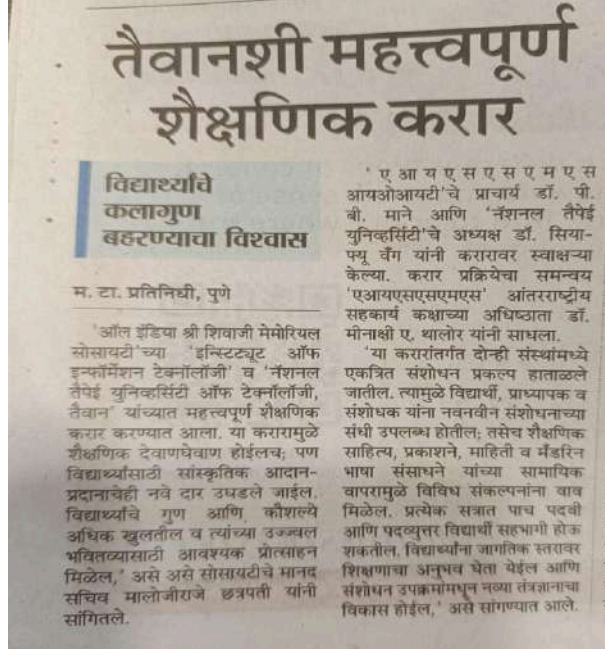 तैवानशी महत्त्वपूर्ण
शैक्षणिक करार
विद्यार्थ्यांचे
कलागुण
बहरण्याचा विश्वास
म. टा. प्रतिनिधी, पुणे
'ऑल इंडिया श्री शिवाजी मेमोरियल
सोसायटी'च्या 'इन्स्टिट्यूट ऑफ
इन्फॉर्मेशन टेक्नॉलॉजी' व 'नॅशनल
तैपेई युनिव्हर्सिटी ऑफ टेक्नॉलॉजी,
तैवान' यांच्यात महत्त्वपूर्ण शैक्षणिक
करार करण्यात आला. या करारामुळे
शैक्षणिक देवाणघेवाण होईलच; पण
विद्यार्थ्यांसाठी सांस्कृतिक आदान-
प्रदानाचेही नवे दार उघडले जाईल.
विद्यार्थ्यांचे गुण आणि कौशल्ये
अधिक खुलतील व त्यांच्या उज्ज्वल
भवितव्यासाठी आवश्यक प्रोत्साहन
मिळेल,' असे असे सोसायटीचे मानद
सचिव मालोजीराजे छत्रपती यांनी
सांगितले.
'एआयएसएसएमएस
आयओआयटी'चे प्राचार्य डॉ. पी.
बी. माने आणि 'नॅशनल तैपेई
युनिव्हर्सिटी'चे अध्यक्ष डॉ. सिया-
फ्यू वँग यांनी करारावर स्वाक्षऱ्या
केल्या. करार प्रक्रियेचा समन्वय
'एआयएसएसएमएस' आंतरराष्ट्रीय
सहकार्य कक्षाच्या अधिष्ठाता डॉ.
मीनाक्षी ए. थालोर यांनी साधला.
'या करारांतर्गत दोन्ही संस्थांमध्ये
एकत्रित संशोधन प्रकल्प हाताळले
जातील. त्यामुळे विद्यार्थी, प्राध्यापक व
संशोधक यांना नवनवीन संशोधनाच्या
संधी उपलब्ध होतील; तसेच शैक्षणिक
साहित्य, प्रकाशने, माहिती व मँडरिन
भाषा संसाधने यांच्या सामायिक
वापरामुळे विविध संकल्पनांना वाव
मिळेल. प्रत्येक सत्रात पाच पदवी
आणि पदव्युत्तर विद्यार्थी सहभागी होऊ
शकतील. विद्यार्थ्यांना जागतिक स्तरावर
शिक्षणाचा अनुभव घेता येईल आणि
संशोधन उपक्रमांमधून नव्या तंत्रज्ञानाचा
विकास होईल,' असे सांगण्यात आले.